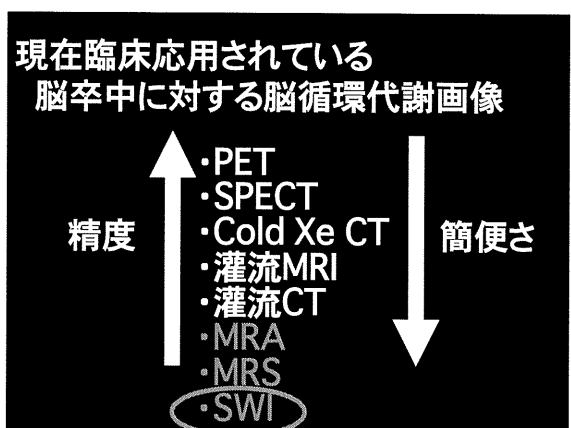 現在臨床応用されている
脳卒中に対する脳循環代謝画像
・PET
・SPECT
・Cold Xe CT
・灌流MRI
・灌流CT
・MRA
・MRS
・SWI
精度
簡便さ